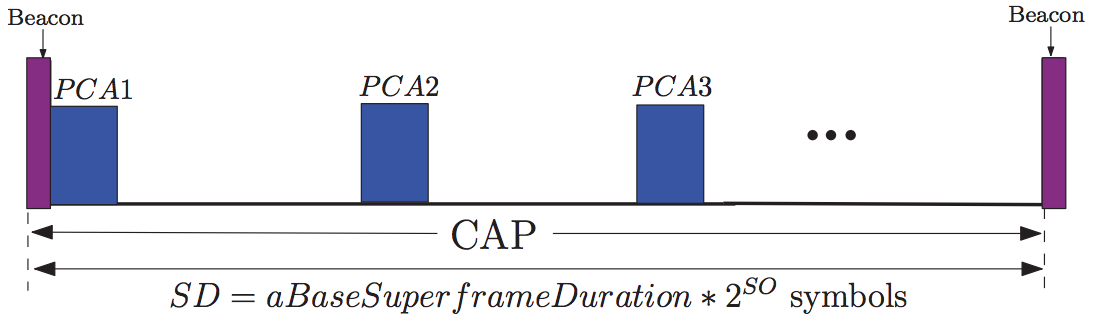 Beacon
Beacon
PCA1
PCA2
PCA3
•••
CAP
SD = aBaseSuperframeDuration ∗ 2^{SO} symbols